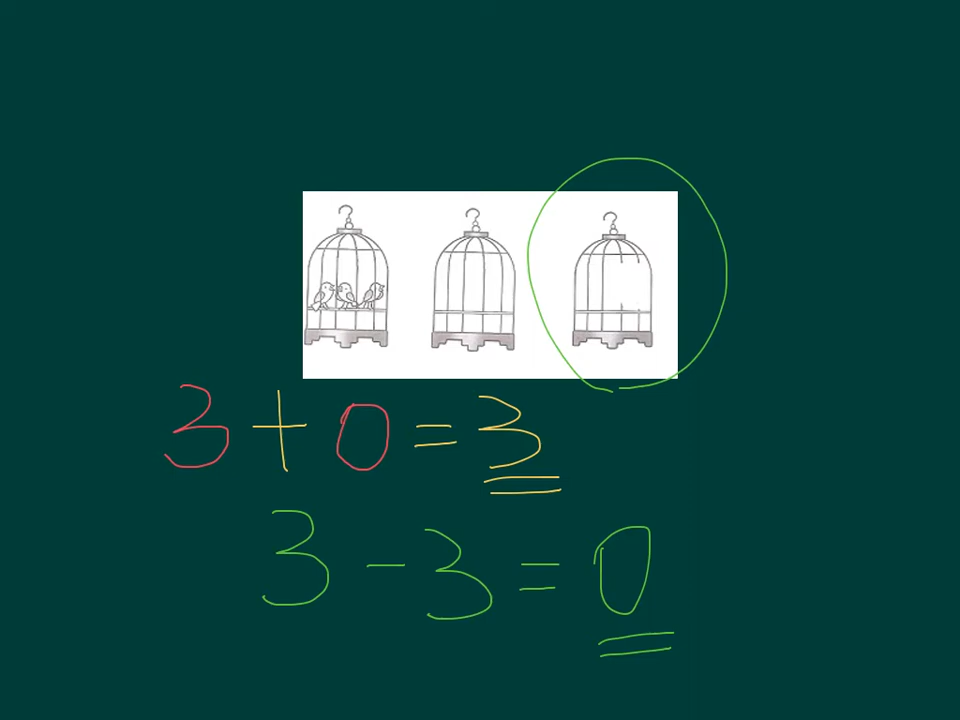 3 + 0 = 3
3 - 3 = 0